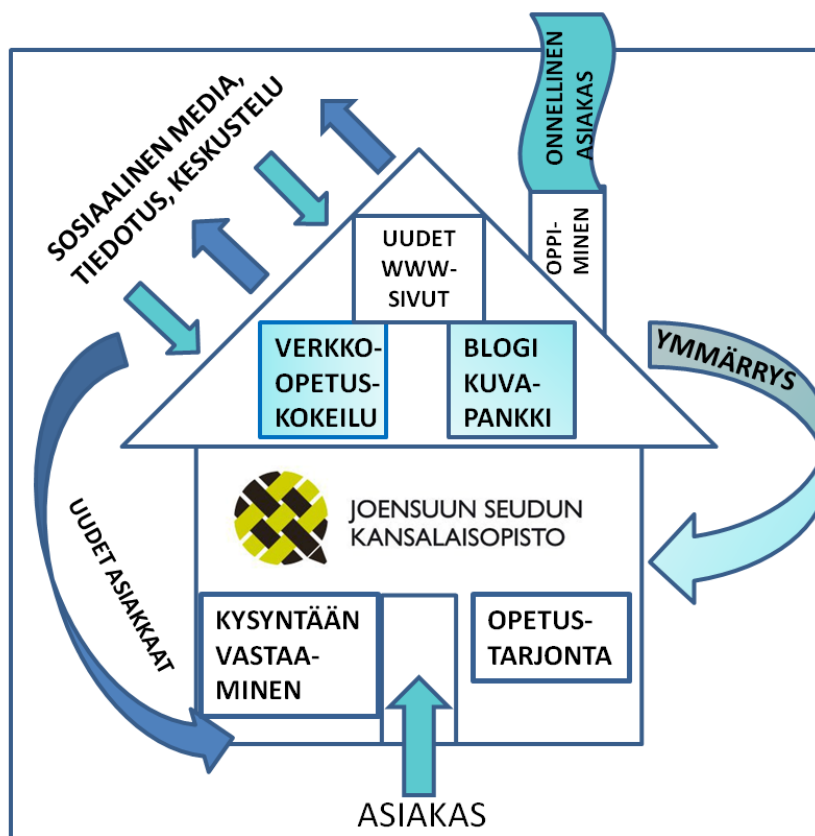 SOSIAALINEN MEDIA,
TIEDOTUS, KESKUSTELU
ONNELLINEN
ASIAKAS
OPPI-
MINEN
UUDET
WWW-
SIVUT
VERKKO-
OPETUS-
KOKEILU
BLOGI
KUVA-
PANKKI
YMMÄRRYS
UUDET ASIAKKAAT
JOENSUUN SEUDUN
KANSALAISOPISTO
KYSYNTÄÄN
VASTAA-
MINEN
OPETUS-
TARJONTA
ASIAKAS